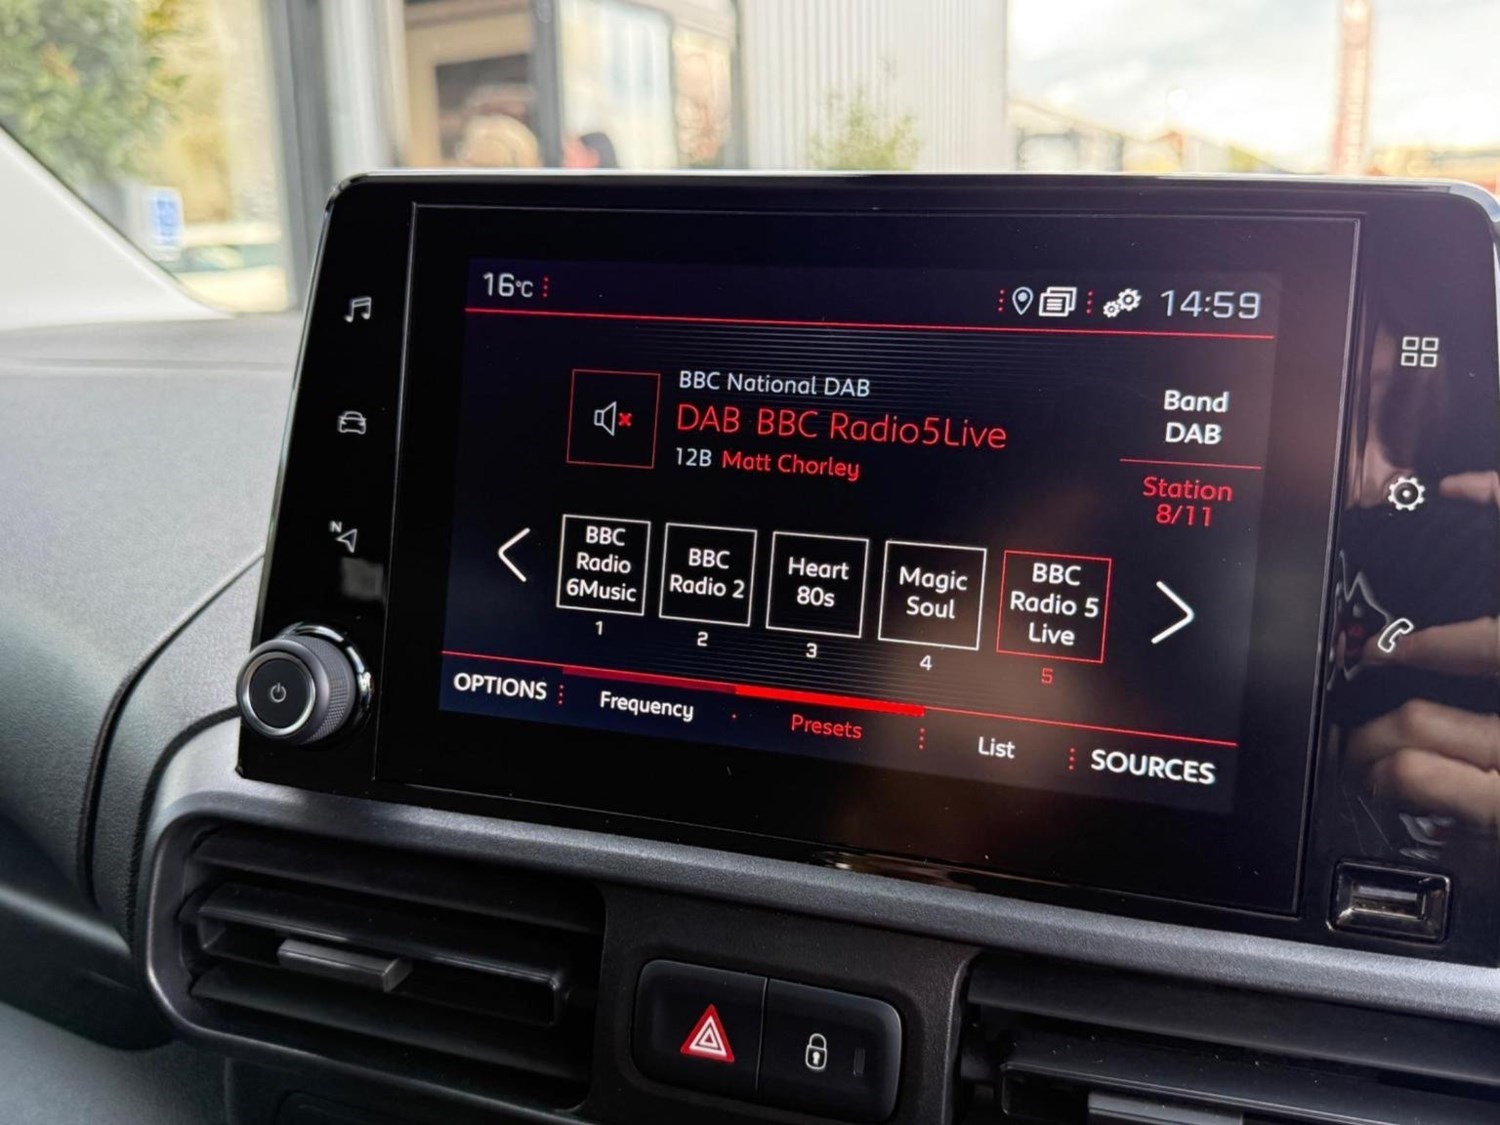 16°C
14:59
BBC National DAB
DAB BBC Radio5Live
12B Matt Chorley
Band
DAB
Station
8/11
BBC
Radio
6Music
1
BBC
Radio 2
2
Heart
80s
3
Magic
Soul
4
BBC
Radio 5
Live
5
N
OPTIONS
Frequency
Presets
List
SOURCES